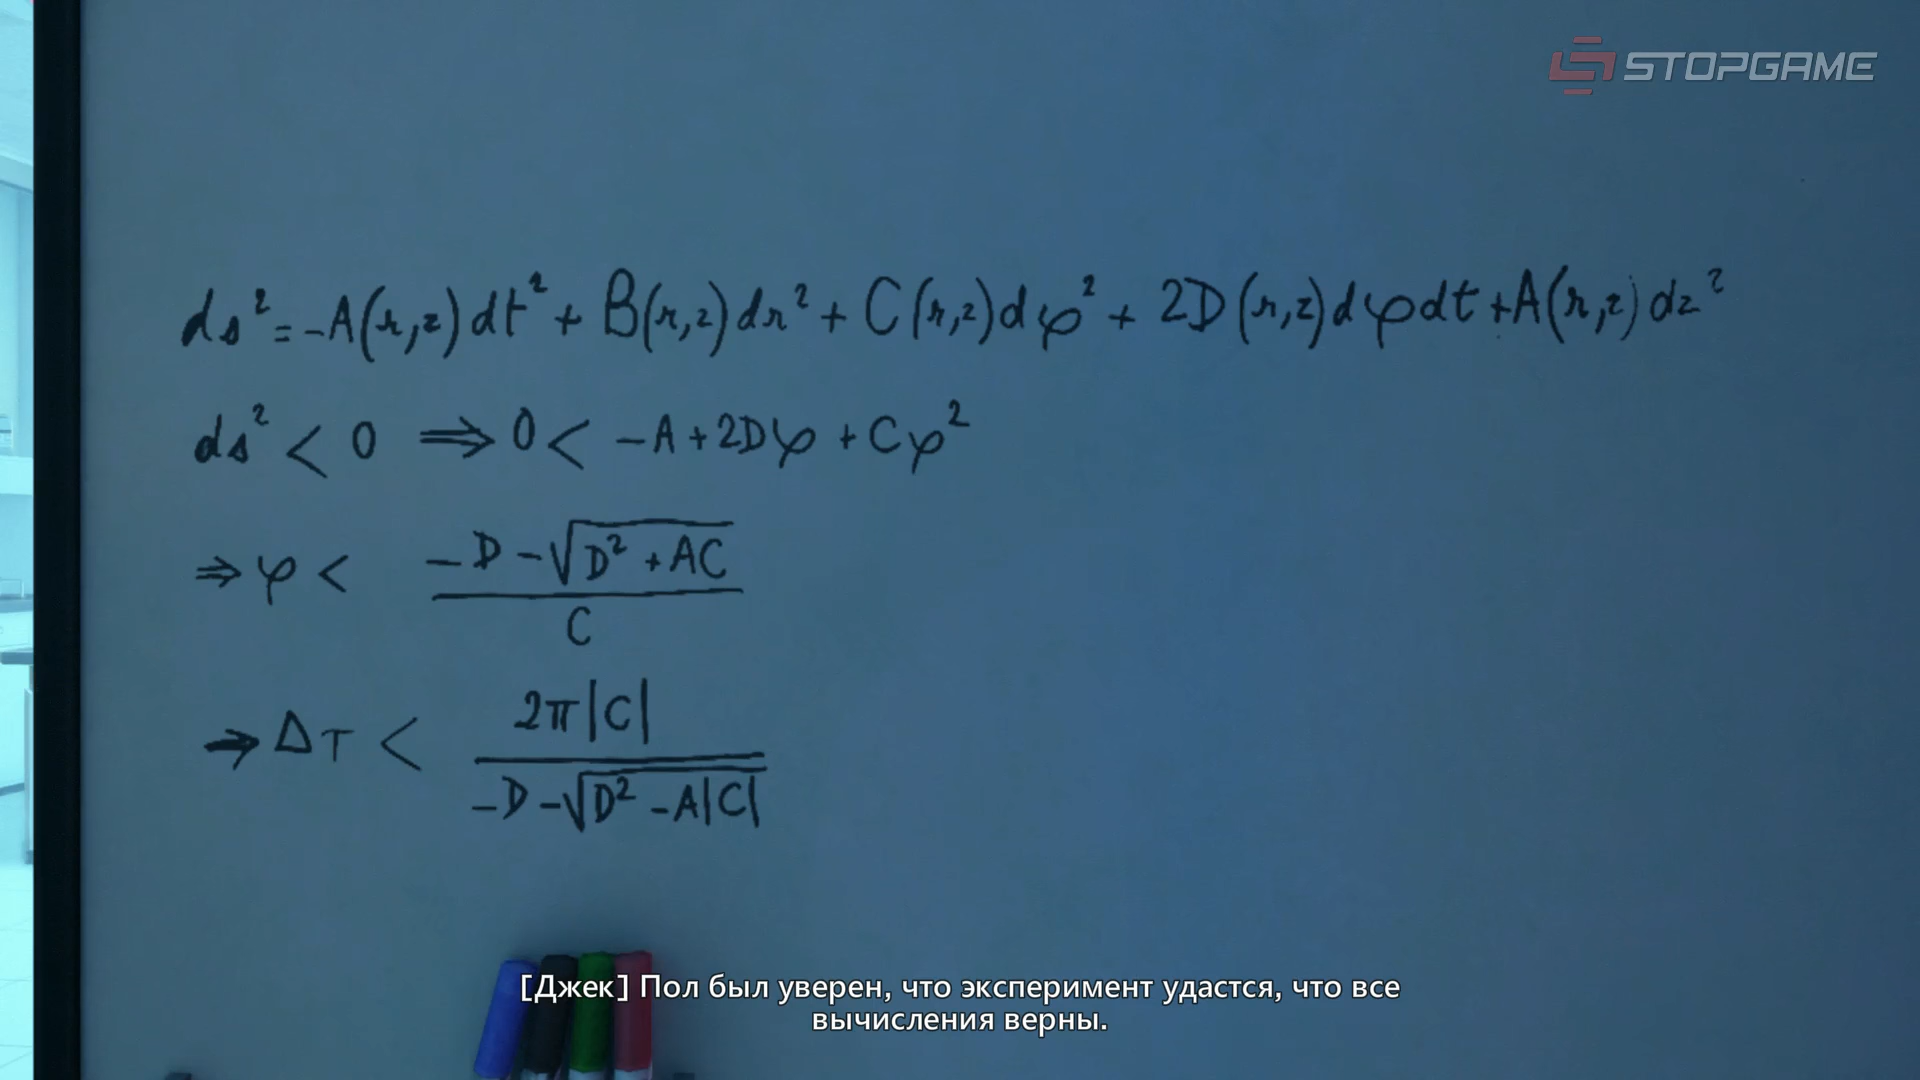 STOPGAME
ds² = -A(r,z)dt² + B(r,z)dr² + C(r,z)dφ² + 2D(r,z)dφdt + A(r,z)dz²
ds² < 0 ⇒ 0 < -A + 2Dφ + Cφ²
⇒ φ < (-D - √(D² + AC)) / C
⇒ Δτ < 2π|C| / (-D - √(D² - A|C|))
[Джек] Пол был уверен, что эксперимент удастся, что все
вычисления верны.